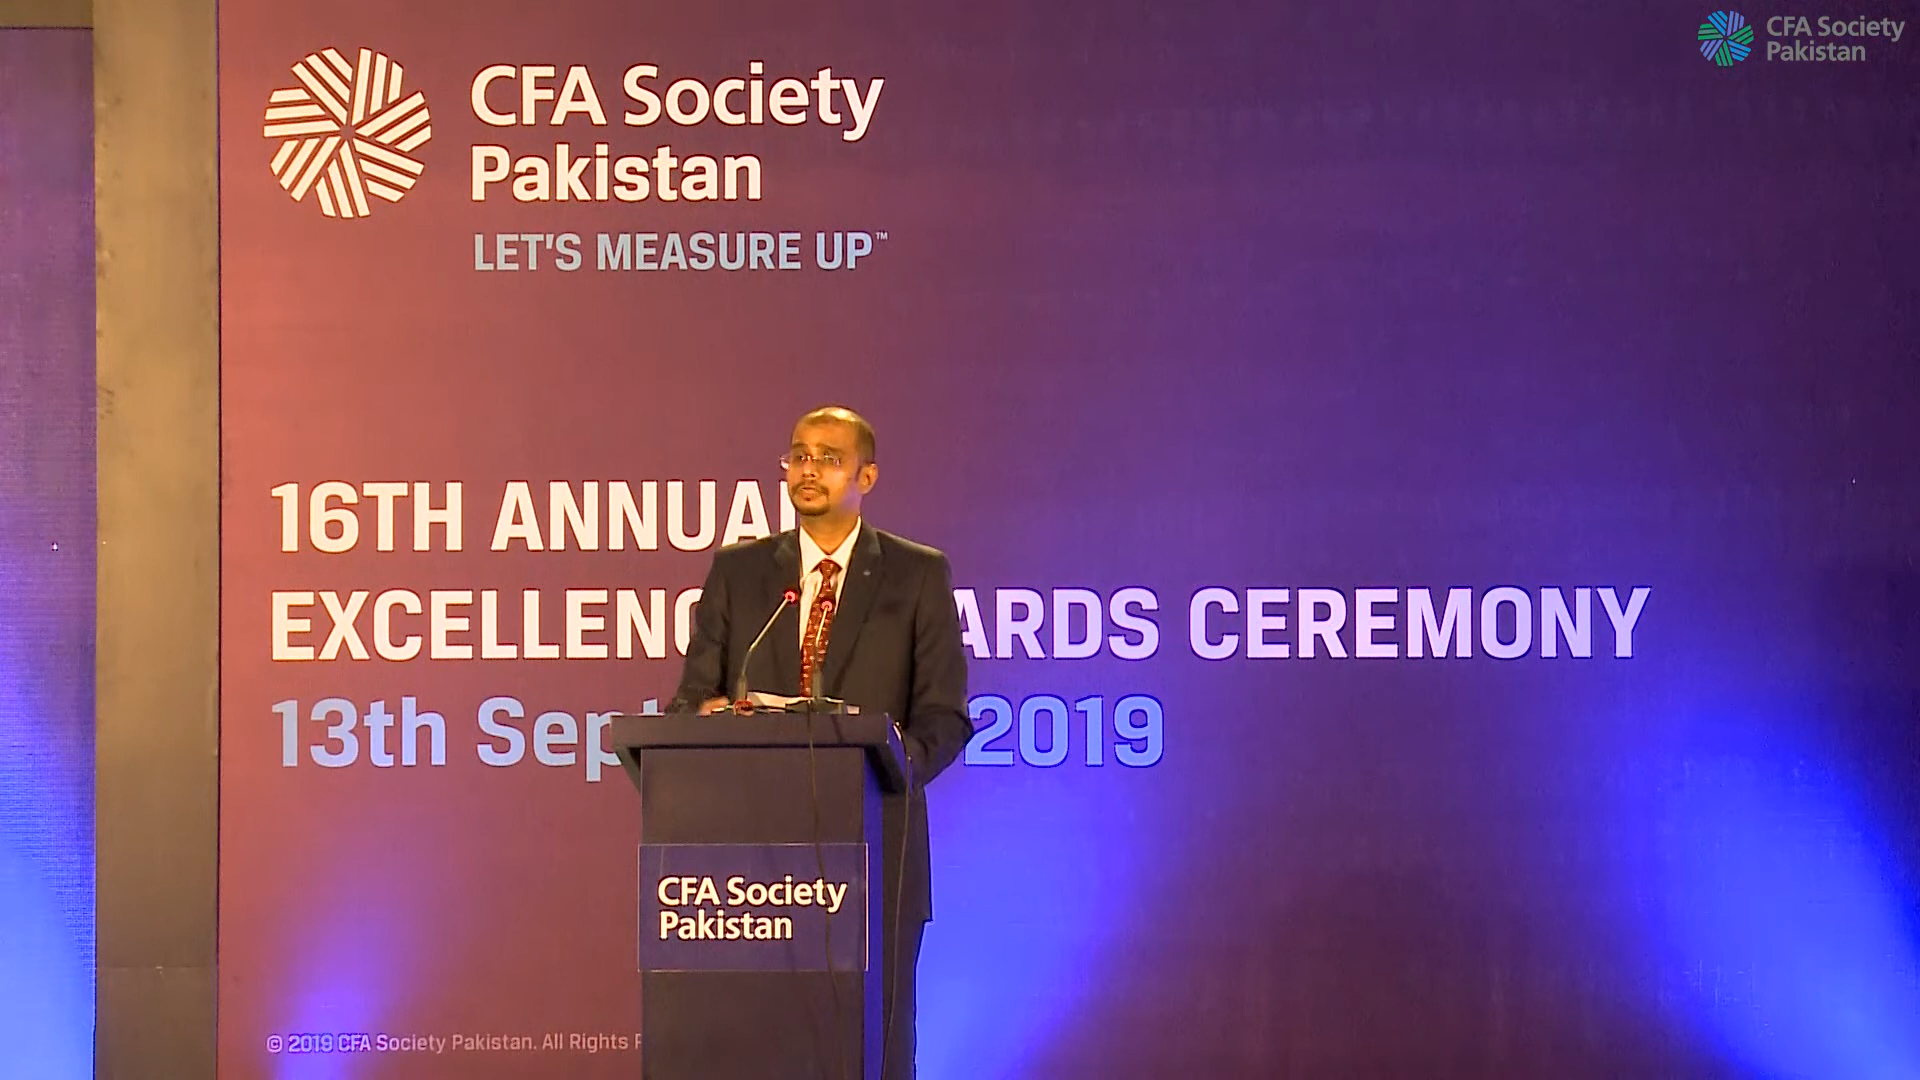 CFA Society
Pakistan
CFA Society
Pakistan
LET'S MEASURE UP™
16TH ANNUAL
EXCELLENC ARDS CEREMONY
13th Sep 2019
CFA Society
Pakistan
© 2019 CFA Society Pakistan. All Rights